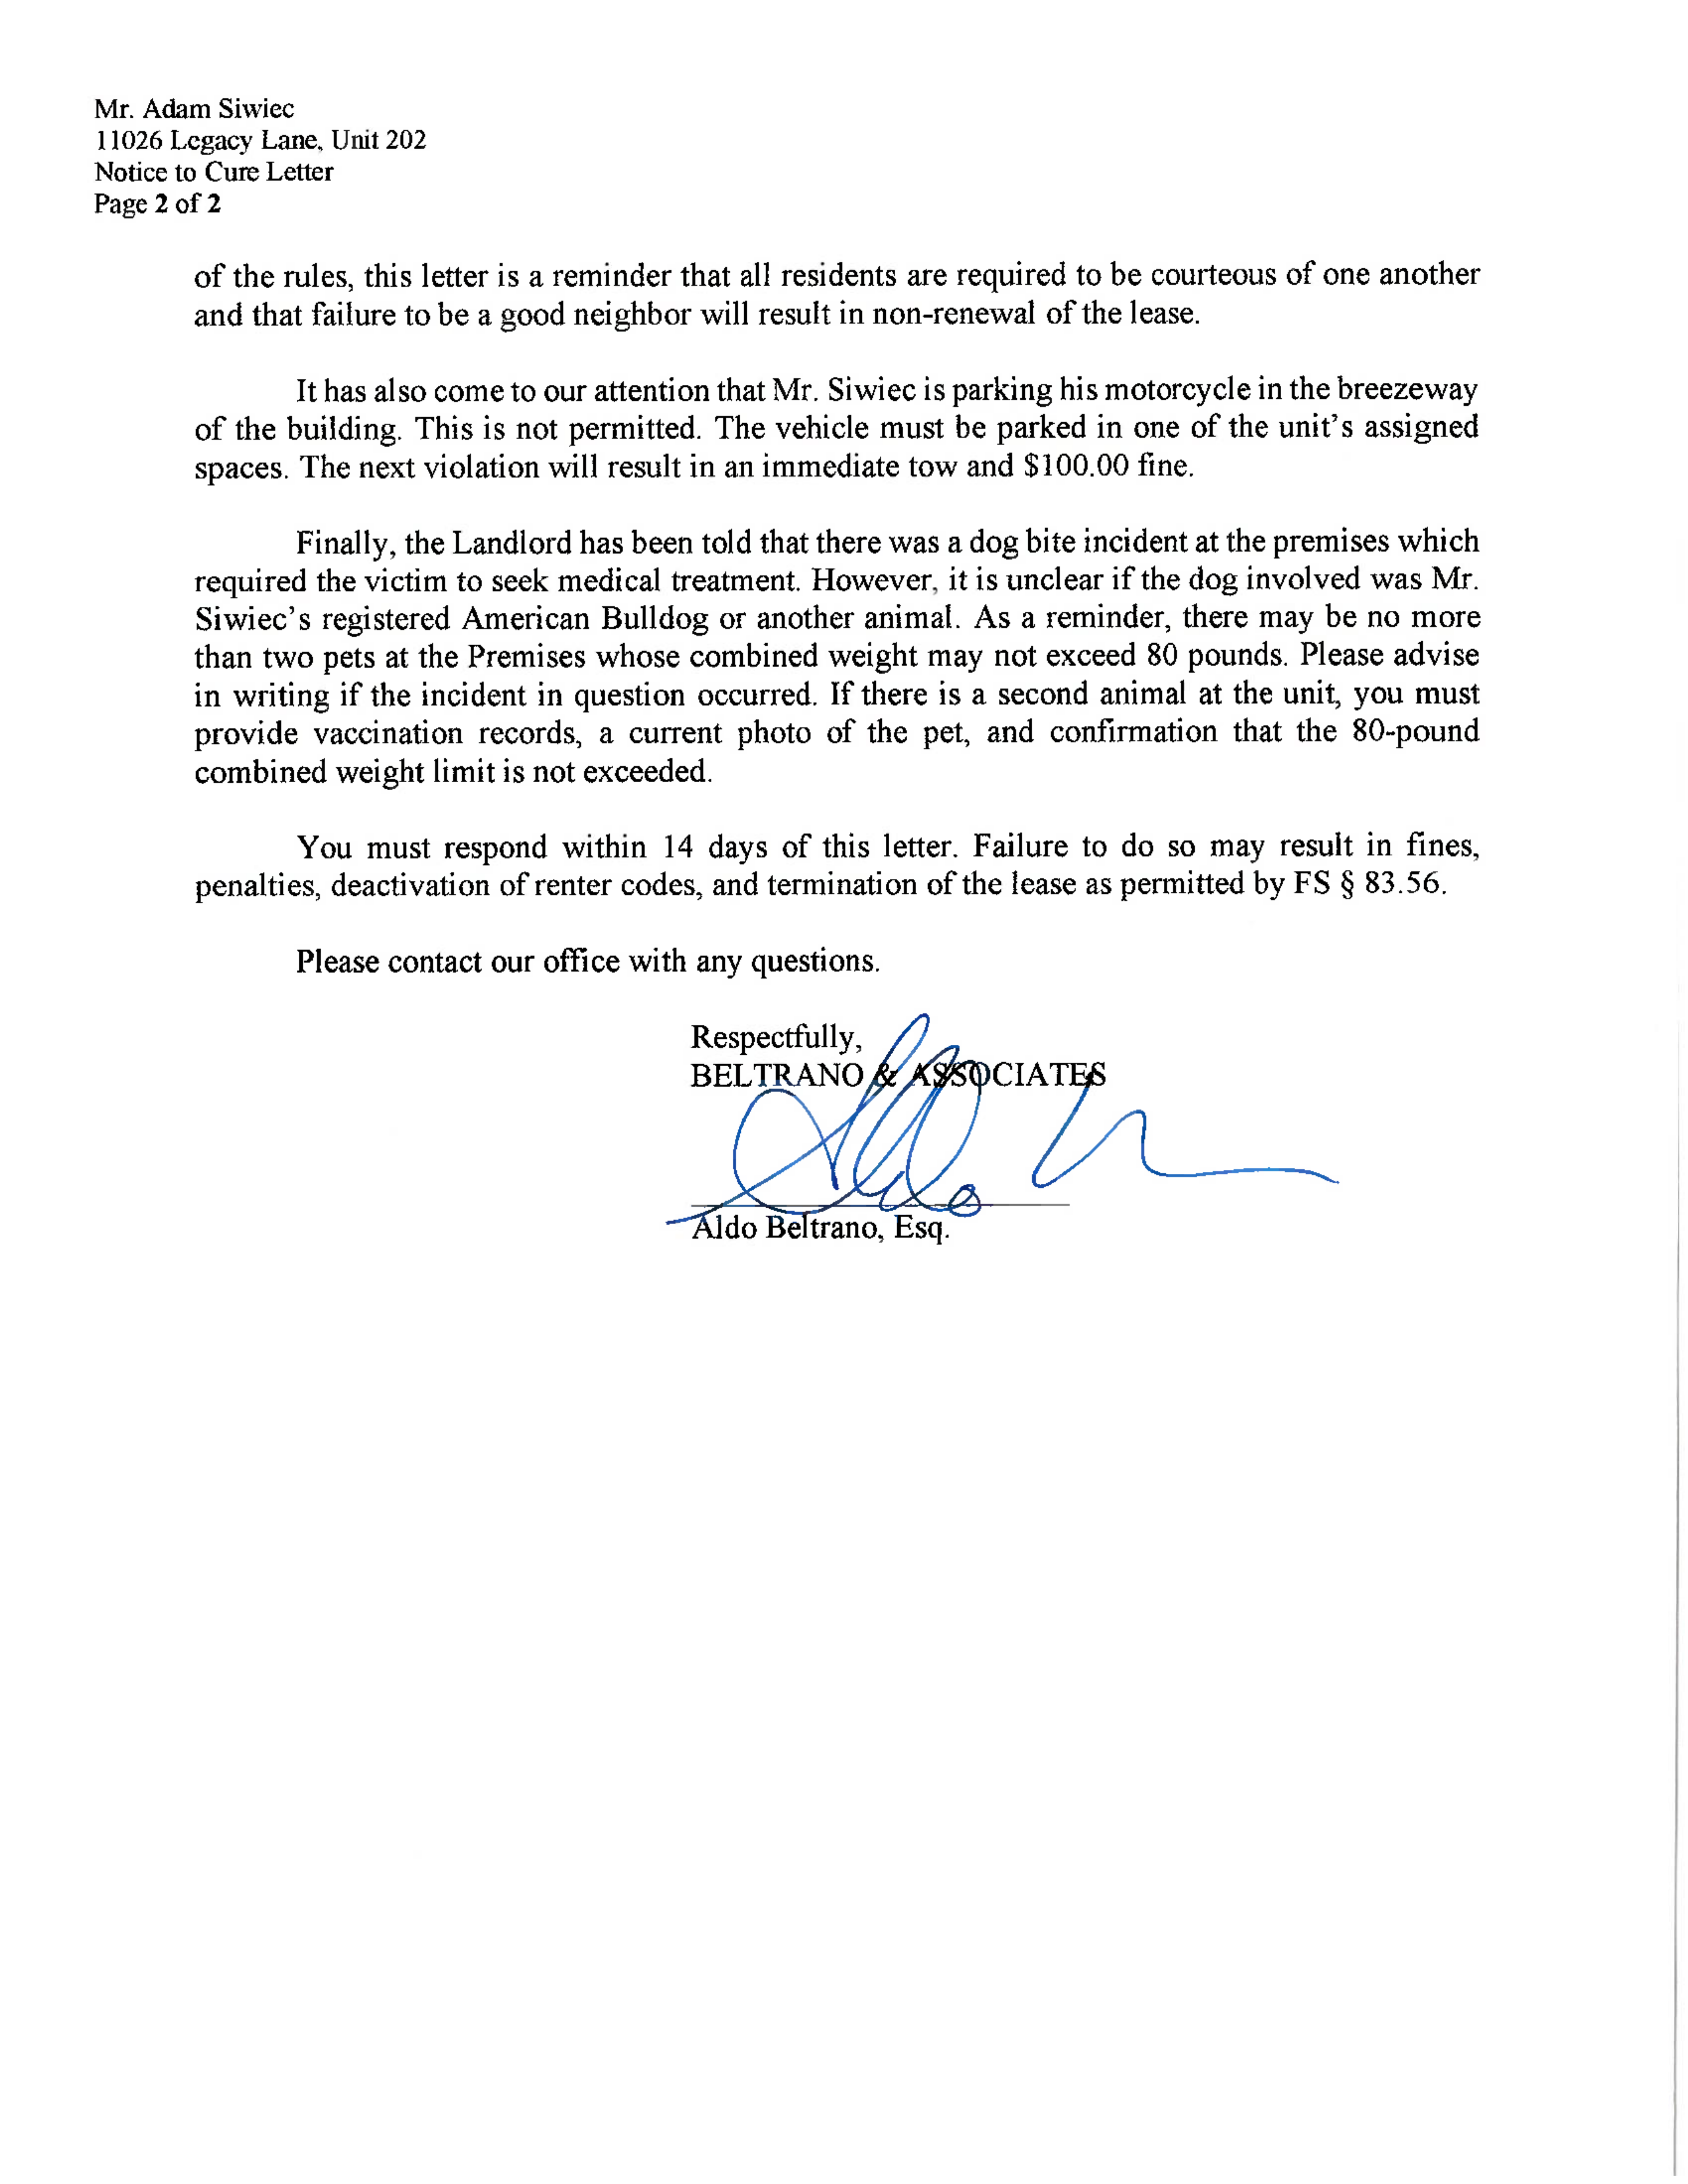 Mr. Adam Siwiec
11026 Legacy Lane, Unit 202
Notice to Cure Letter
Page 2 of 2
of the rules, this letter is a reminder that all residents are required to be courteous of one another
and that failure to be a good neighbor will result in non-renewal of the lease.
It has also come to our attention that Mr. Siwiec is parking his motorcycle in the breezeway
of the building. This is not permitted. The vehicle must be parked in one of the unit's assigned
spaces. The next violation will result in an immediate tow and $100.00 fine.
Finally, the Landlord has been told that there was a dog bite incident at the premises which
required the victim to seek medical treatment. However, it is unclear if the dog involved was Mr.
Siwiec's registered American Bulldog or another animal. As a reminder, there may be no more
than two pets at the Premises whose combined weight may not exceed 80 pounds. Please advise
in writing if the incident in question occurred. If there is a second animal at the unit, you must
provide vaccination records, a current photo of the pet, and confirmation that the 80-pound
combined weight limit is not exceeded.
You must respond within 14 days of this letter. Failure to do so may result in fines,
penalties, deactivation of renter codes, and termination of the lease as permitted by FS § 83.56.
Please contact our office with any questions.
Respectfully,
BELTRANO & ASSOCIATES
Aldo Beltrano, Esq.